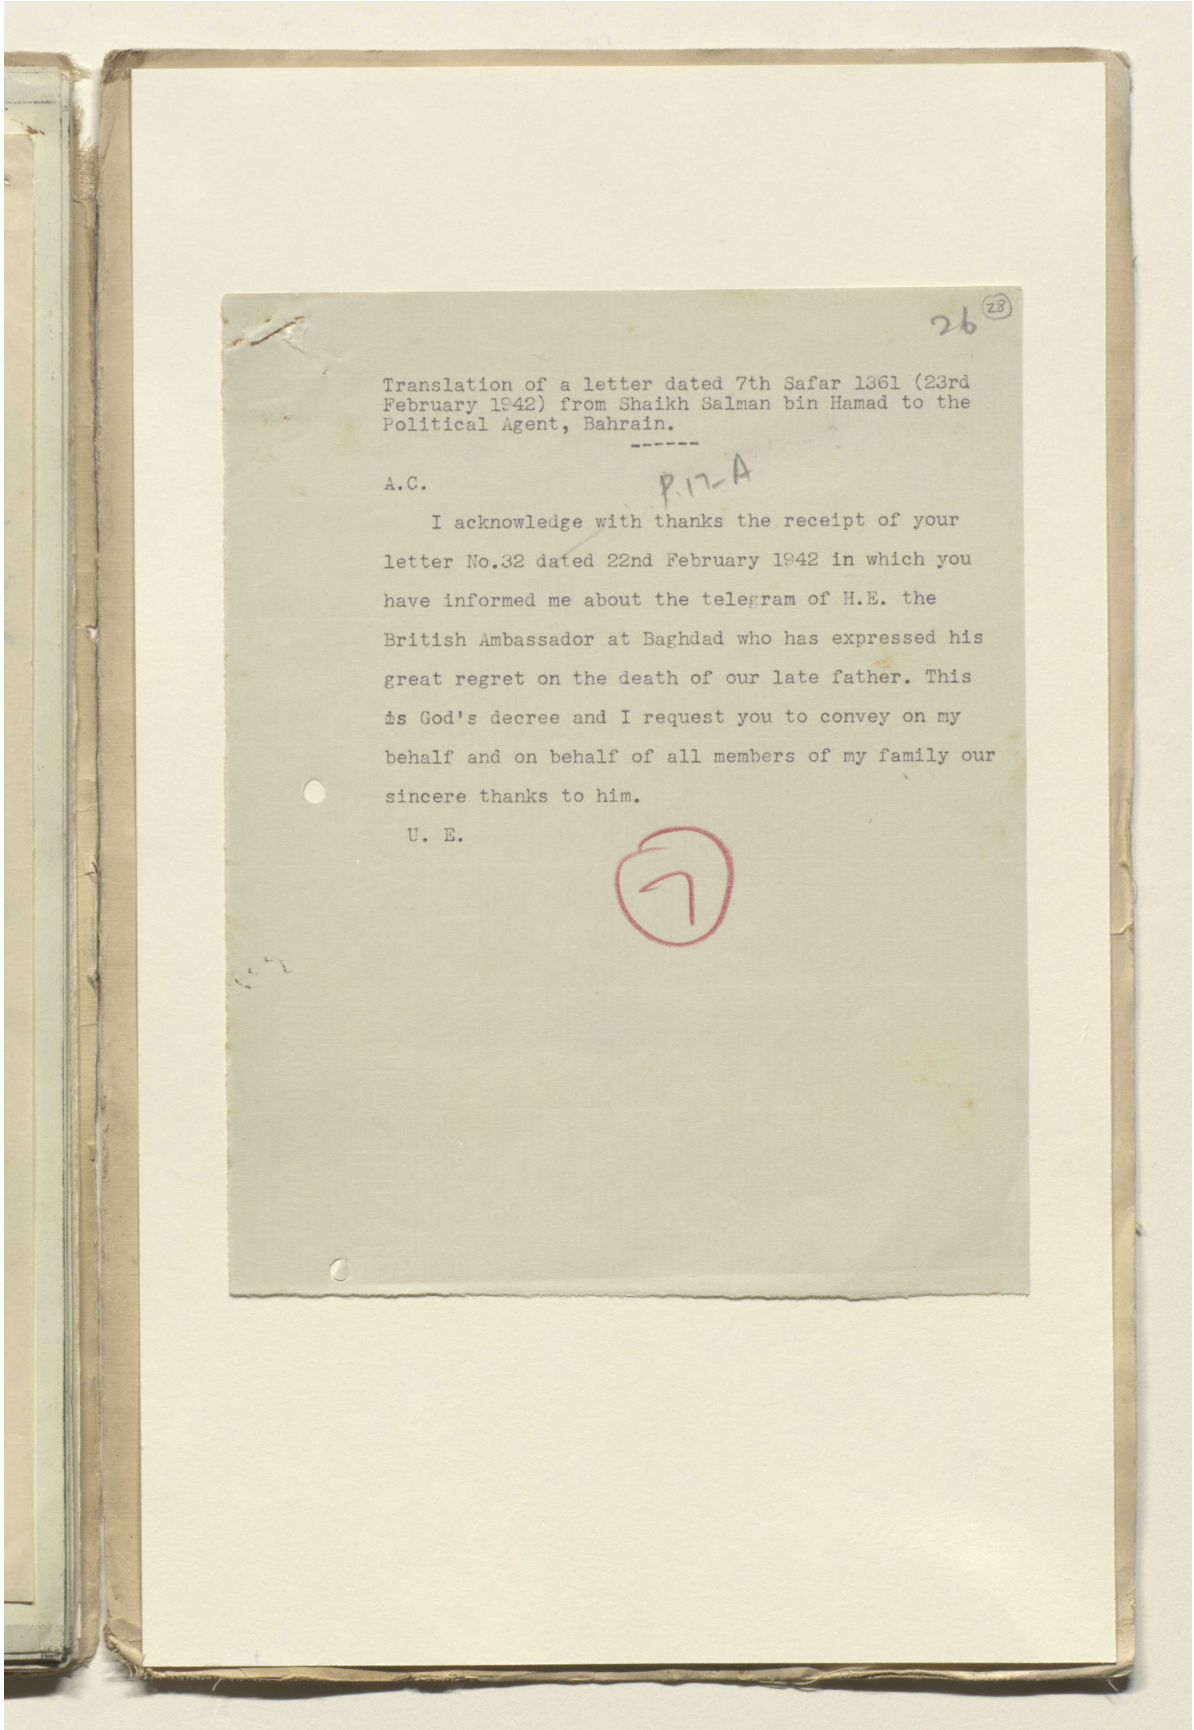 26 28
Translation of a letter dated 7th Safar 1361 (23rd
February 1942) from Shaikh Salman bin Hamad to the
Political Agent, Bahrain.
------
A.C.
P.17-A
I acknowledge with thanks the receipt of your
letter No.32 dated 22nd February 1942 in which you
have informed me about the telegram of H.E. the
British Ambassador at Baghdad who has expressed his
great regret on the death of our late father. This
is God's decree and I request you to convey on my
behalf and on behalf of all members of my family our
sincere thanks to him.
U. E.
7